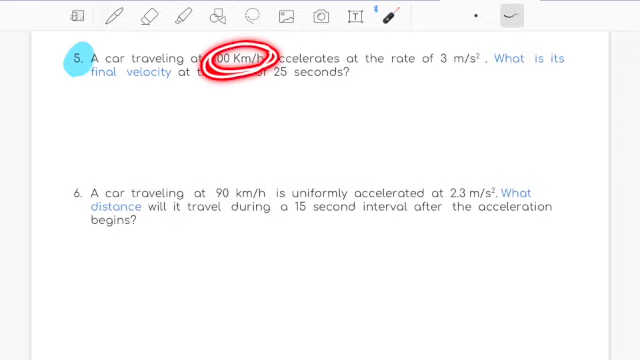 5. A car traveling at 00 Km/h accelerates at the rate of 3 m/s². What is its
final velocity at of 25 seconds?
6. A car traveling at 90 km/h is uniformly accelerated at 2.3 m/s². What
distance will it travel during a 15 second interval after the acceleration
begins?